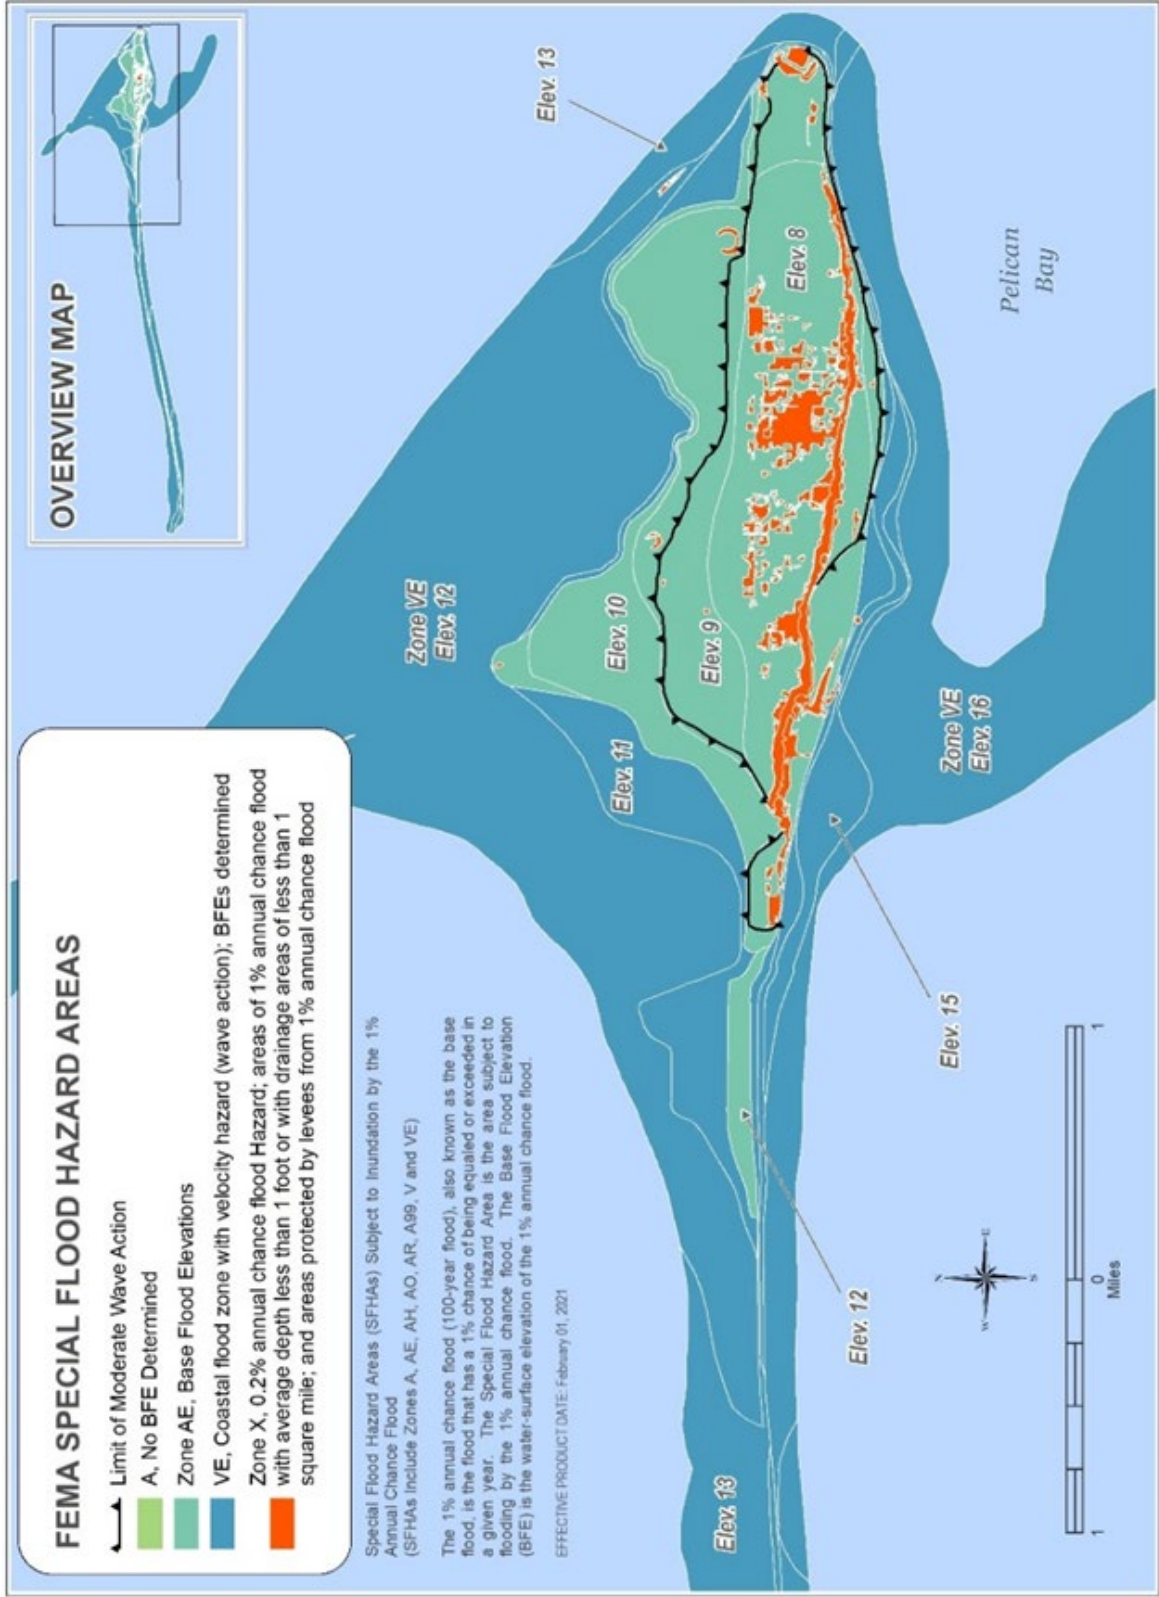 FEMA SPECIAL FLOOD HAZARD AREAS
Limit of Moderate Wave Action
A, No BFE Determined
Zone AE, Base Flood Elevations
VE, Coastal flood zone with velocity hazard (wave action); BFEs determined
Zone X, 0.2% annual chance flood Hazard; areas of 1% annual chance flood
with average depth less than 1 foot or with drainage areas of less than 1
square mile; and areas protected by levees from 1% annual chance flood
Special Flood Hazard Areas (SFHAs) Subject to Inundation by the 1%
Annual Chance Flood
(SFHAs Include Zones A, AE, AH, AO, AR, A99, V and VE)
The 1% annual chance flood (100-year flood), also known as the base
flood, is the flood that has a 1% chance of being equaled or exceeded in
a given year. The Special Flood Hazard Area is the area subject to
flooding by the 1% annual chance flood. The Base Flood Elevation
(BFE) is the water-surface elevation of the 1% annual chance flood.
EFFECTIVE PRODUCT DATE: February 01, 2021
OVERVIEW MAP
Zone VE
Elev. 12
Elev. 13
Elev. 11
Elev. 10
Elev. 9
Elev. 8
Elev. 13
Elev. 12
Elev. 15
Zone VE
Elev. 16
Pelican
Bay
N
W
E
S
1
0
1
Miles